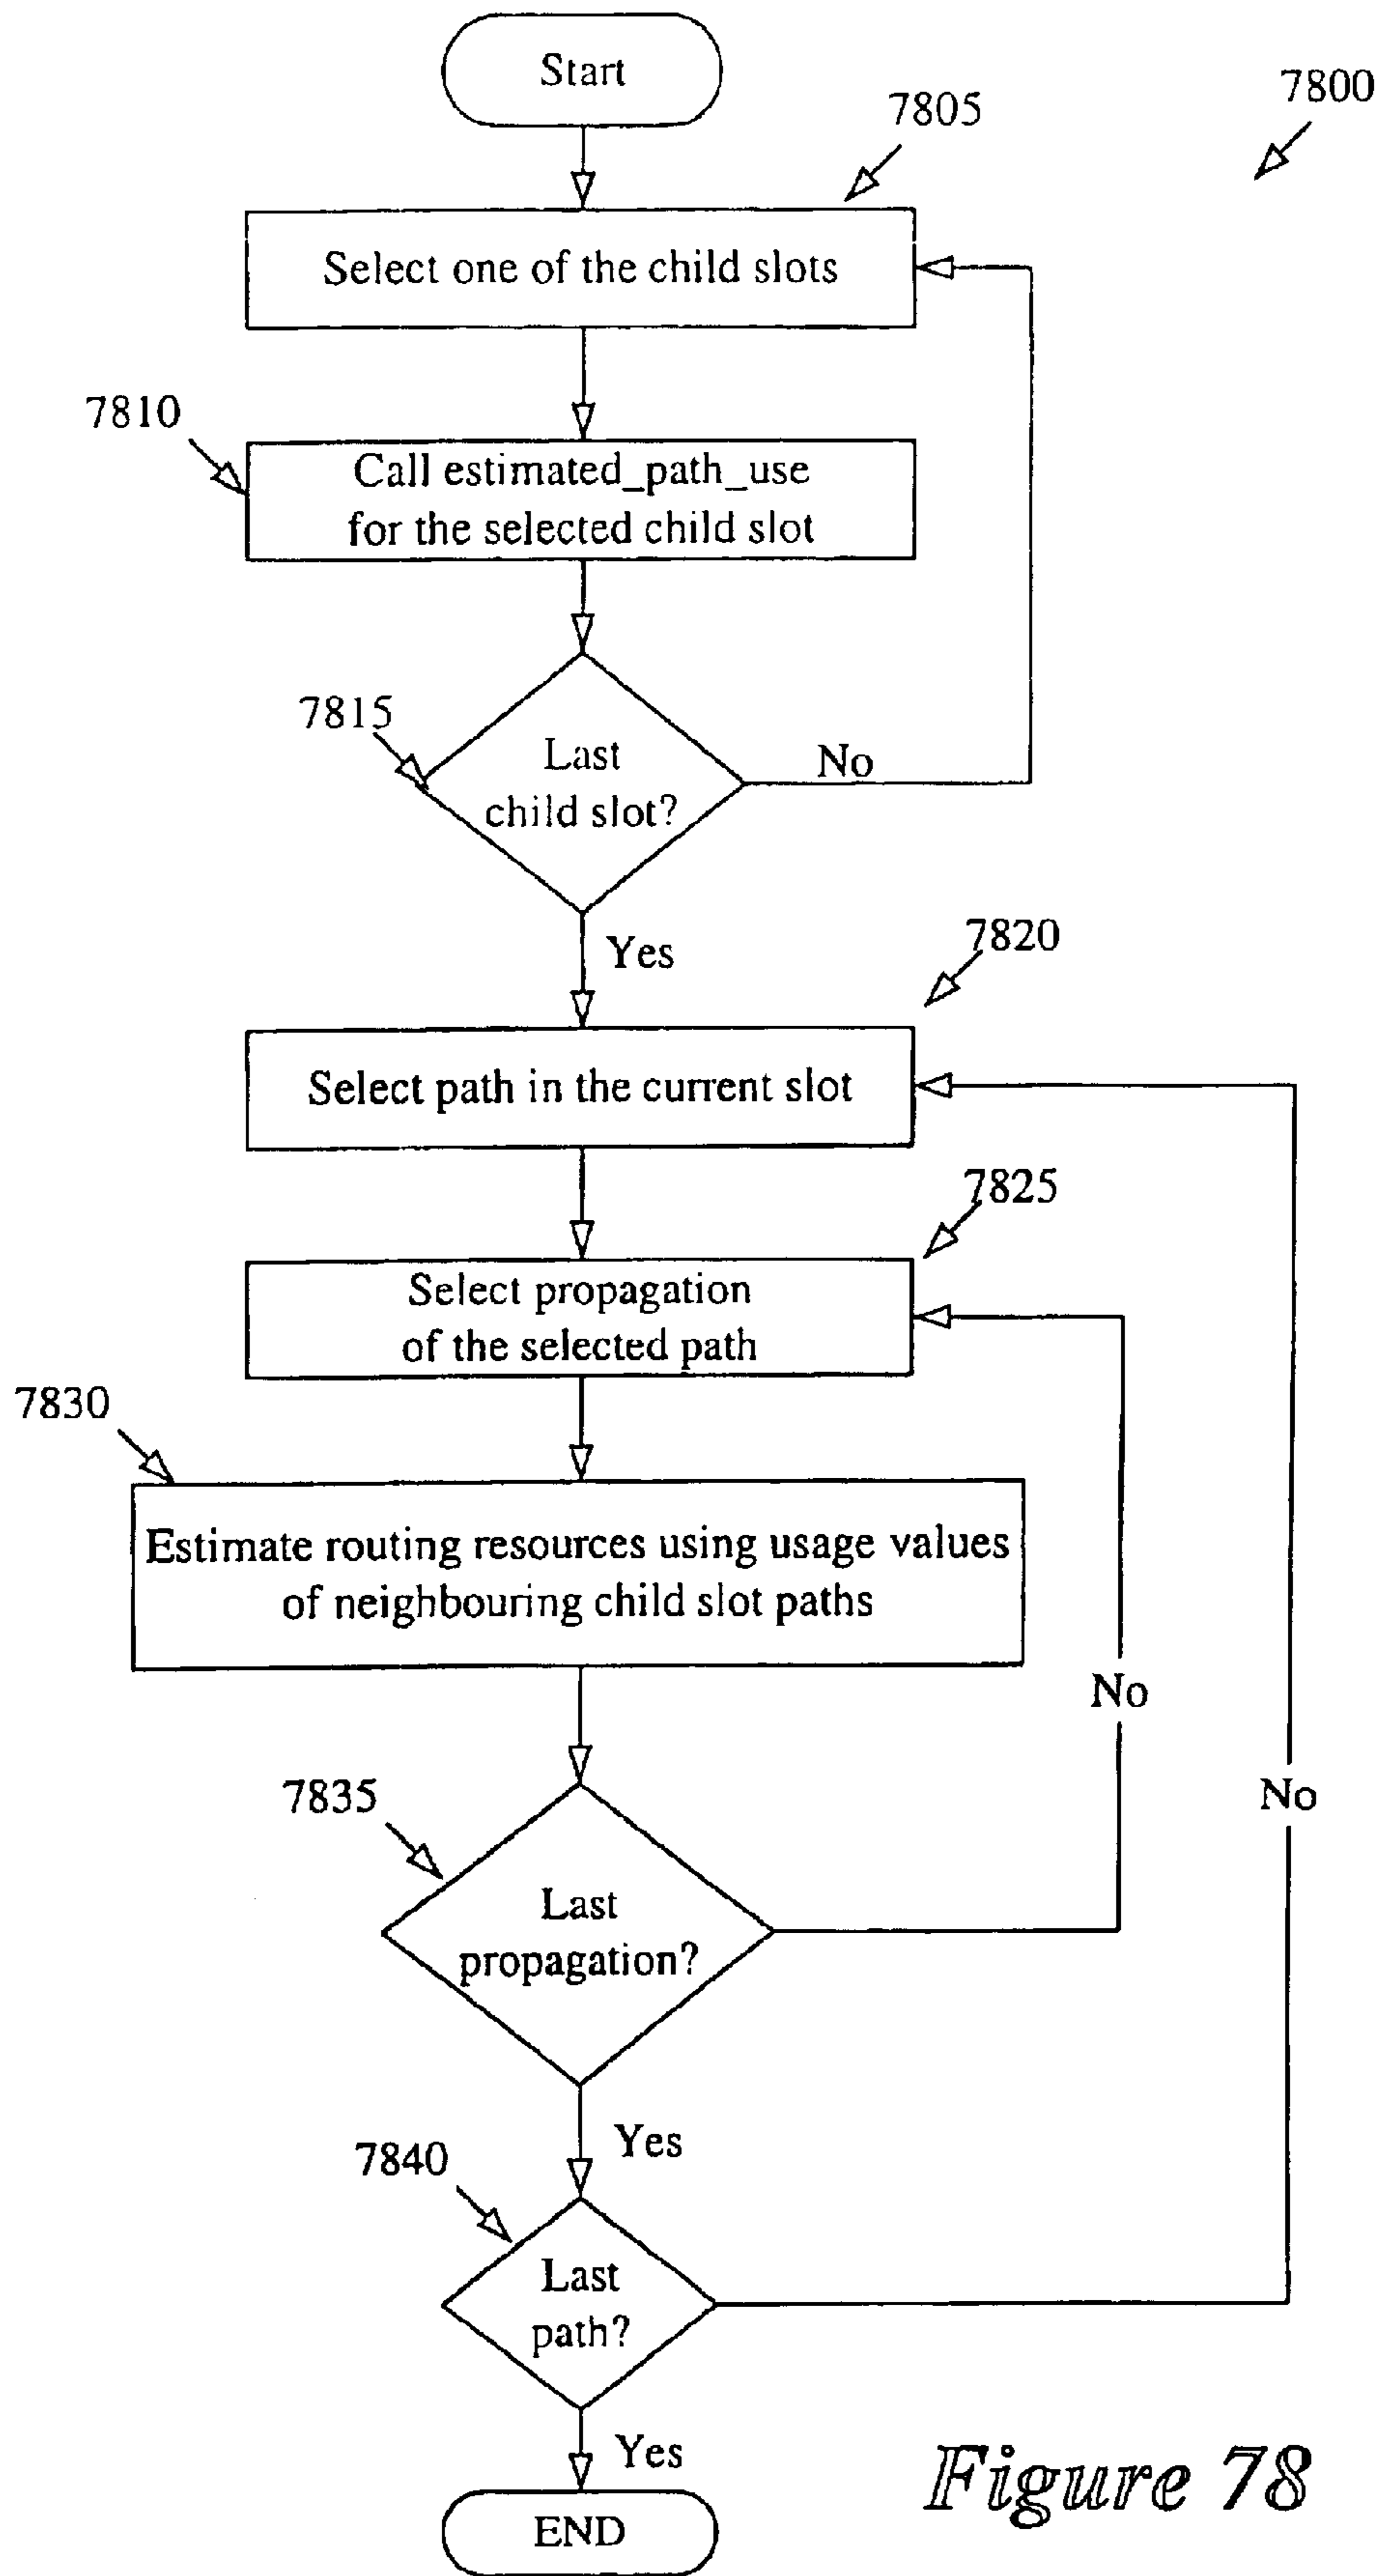 Start
7800
7805
Select one of the child slots
7810
Call estimated_path_use
for the selected child slot
7815
Last
child slot?
No
Yes
7820
Select path in the current slot
7825
Select propagation
of the selected path
7830
Estimate routing resources using usage values
of neighbouring child slot paths
No
No
7835
Last
propagation?
Yes
7840
Last
path?
Yes
END
Figure 78